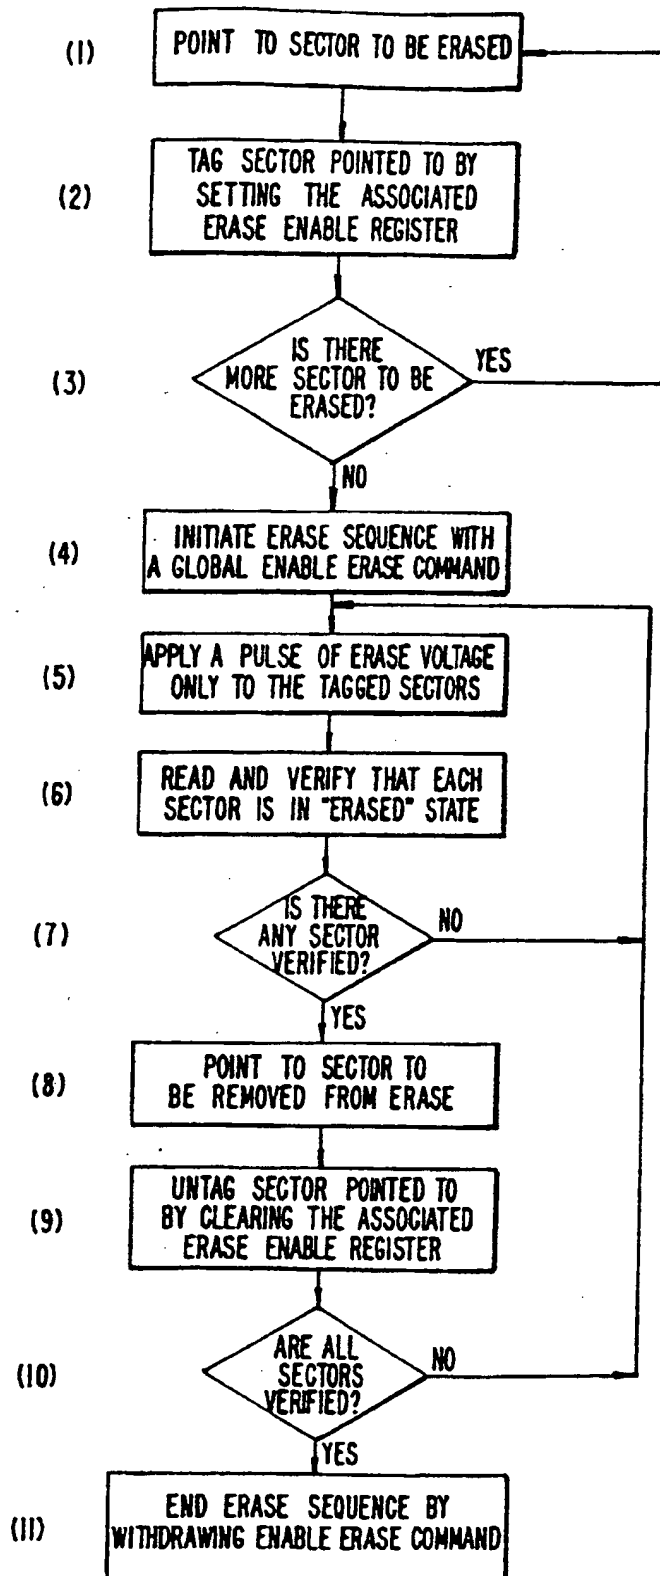 (1)
POINT TO SECTOR TO BE ERASED
(2)
TAG SECTOR POINTED TO BY
SETTING THE ASSOCIATED
ERASE ENABLE REGISTER
(3)
IS THERE
MORE SECTOR TO BE
ERASED?
YES
NO
(4)
INITIATE ERASE SEQUENCE WITH
A GLOBAL ENABLE ERASE COMMAND
(5)
APPLY A PULSE OF ERASE VOLTAGE
ONLY TO THE TAGGED SECTORS
(6)
READ AND VERIFY THAT EACH
SECTOR IS IN "ERASED" STATE
(7)
IS THERE
ANY SECTOR
VERIFIED?
NO
YES
(8)
POINT TO SECTOR TO
BE REMOVED FROM ERASE
(9)
UNTAG SECTOR POINTED TO
BY CLEARING THE ASSOCIATED
ERASE ENABLE REGISTER
(10)
ARE ALL
SECTORS
VERIFIED?
NO
YES
(11)
END ERASE SEQUENCE BY
WITHDRAWING ENABLE ERASE COMMAND